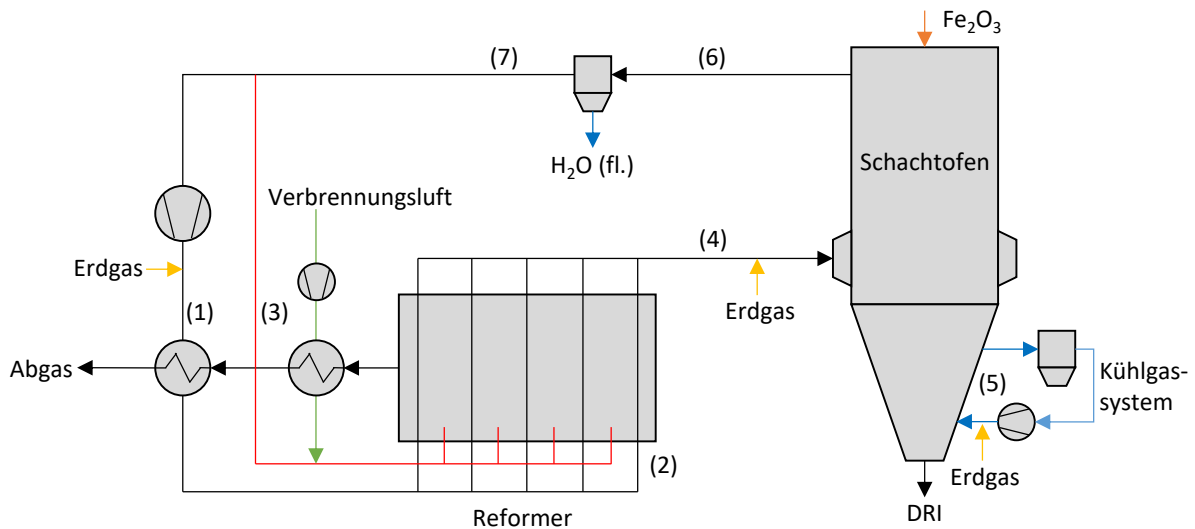 Fe₂O₃
(7)
(6)
H₂O (fl.)
Schachtofen
Verbrennungsluft
(4)
Erdgas
(1)
(3)
Erdgas
Abgas
(5)
Kühlgas-
system
(2)
Erdgas
Reformer
DRI